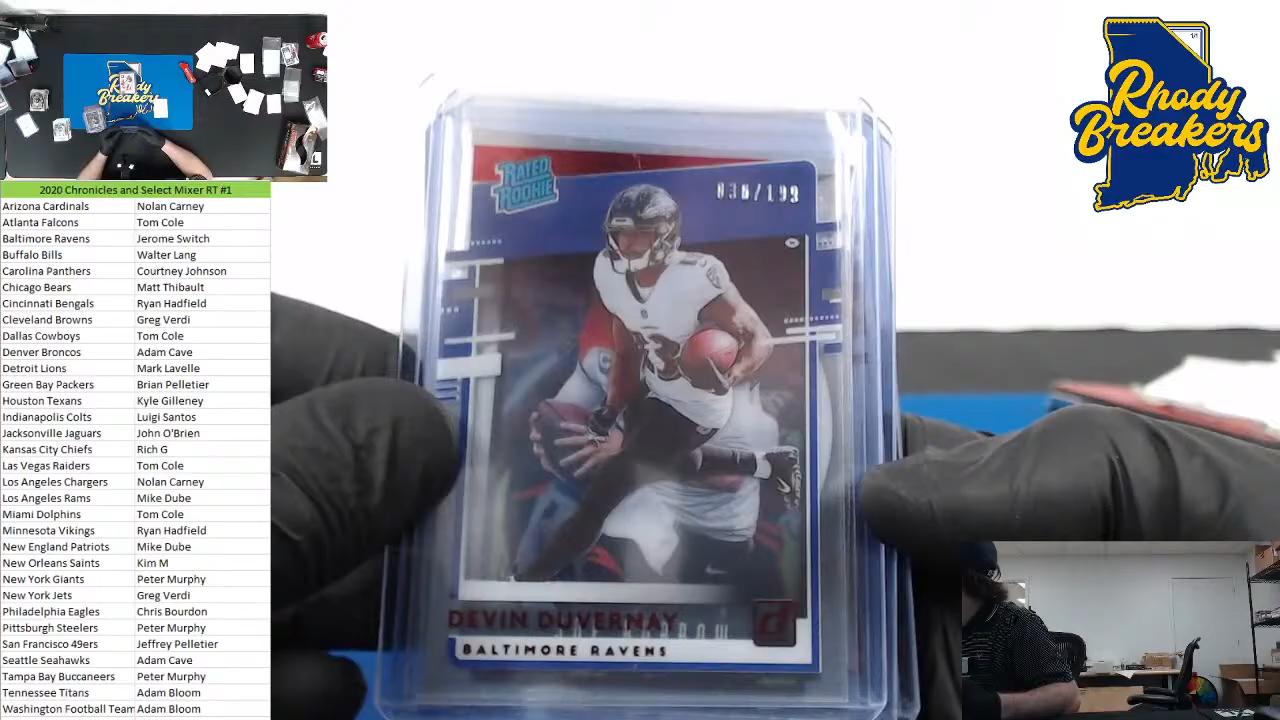 2020 Chronicles and Select Mixer RT #1
Arizona Cardinals Nolan Carney
Atlanta Falcons Tom Cole
Baltimore Ravens Jerome Switch
Buffalo Bills Walter Lang
Carolina Panthers Courtney Johnson
Chicago Bears Matt Thibault
Cincinnati Bengals Ryan Hadfield
Cleveland Browns Greg Verdi
Dallas Cowboys Tom Cole
Denver Broncos Adam Cave
Detroit Lions Mark Lavelle
Green Bay Packers Brian Pelletier
Houston Texans Kyle Gilleney
Indianapolis Colts Luigi Santos
Jacksonville Jaguars John O'Brien
Kansas City Chiefs Rich G
Las Vegas Raiders Tom Cole
Los Angeles Chargers Nolan Carney
Los Angeles Rams Mike Dube
Miami Dolphins Tom Cole
Minnesota Vikings Ryan Hadfield
New England Patriots Mike Dube
New Orleans Saints Kim M
New York Giants Peter Murphy
New York Jets Greg Verdi
Philadelphia Eagles Chris Bourdon
Pittsburgh Steelers Peter Murphy
San Francisco 49ers Jeffrey Pelletier
Seattle Seahawks Adam Cave
Tampa Bay Buccaneers Peter Murphy
Tennessee Titans Adam Bloom
Washington Football Team Adam Bloom
RATED
ROOKIE
DEVIN DUVERNAY
BALTIMORE RAVENS
Rhody
Breakers
Rhody
Breakers